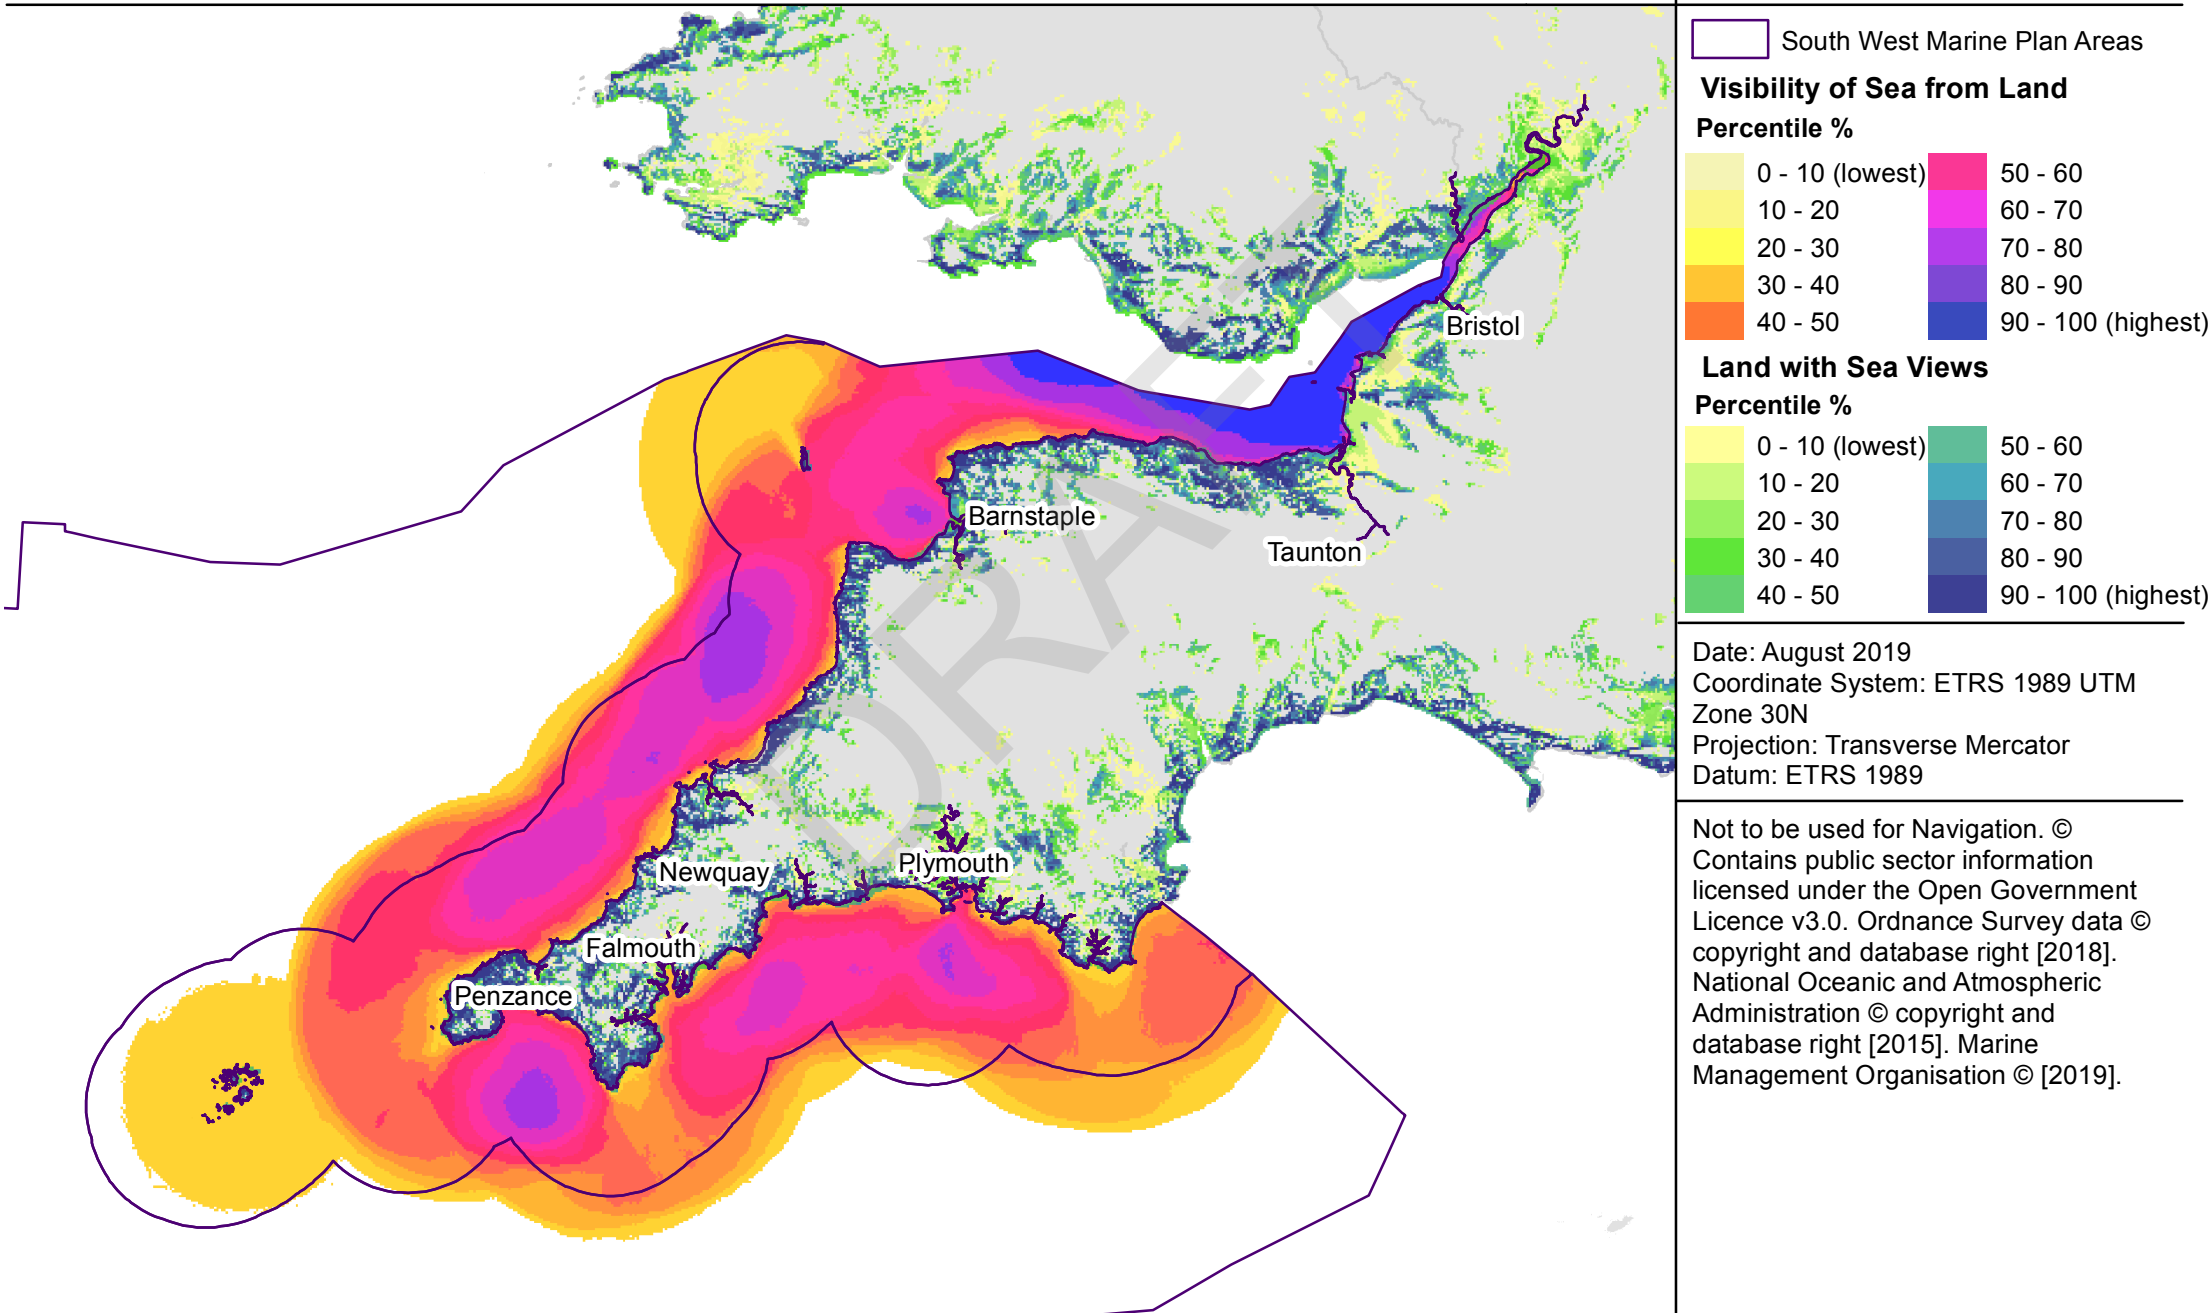 South West Marine Plan Areas
Visibility of Sea from Land
Percentile %
0 - 10 (lowest)
10 - 20
20 - 30
30 - 40
40 - 50
50 - 60
60 - 70
70 - 80
80 - 90
90 - 100 (highest)
Land with Sea Views
Percentile %
0 - 10 (lowest)
10 - 20
20 - 30
30 - 40
40 - 50
50 - 60
60 - 70
70 - 80
80 - 90
90 - 100 (highest)
Date: August 2019
Coordinate System: ETRS 1989 UTM
Zone 30N
Projection: Transverse Mercator
Datum: ETRS 1989
Not to be used for Navigation. ©
Contains public sector information
licensed under the Open Government
Licence v3.0. Ordnance Survey data ©
copyright and database right [2018].
National Oceanic and Atmospheric
Administration © copyright and
database right [2015]. Marine
Management Organisation © [2019].
Bristol
Barnstaple
Taunton
Plymouth
Newquay
Falmouth
Penzance
DRAFT